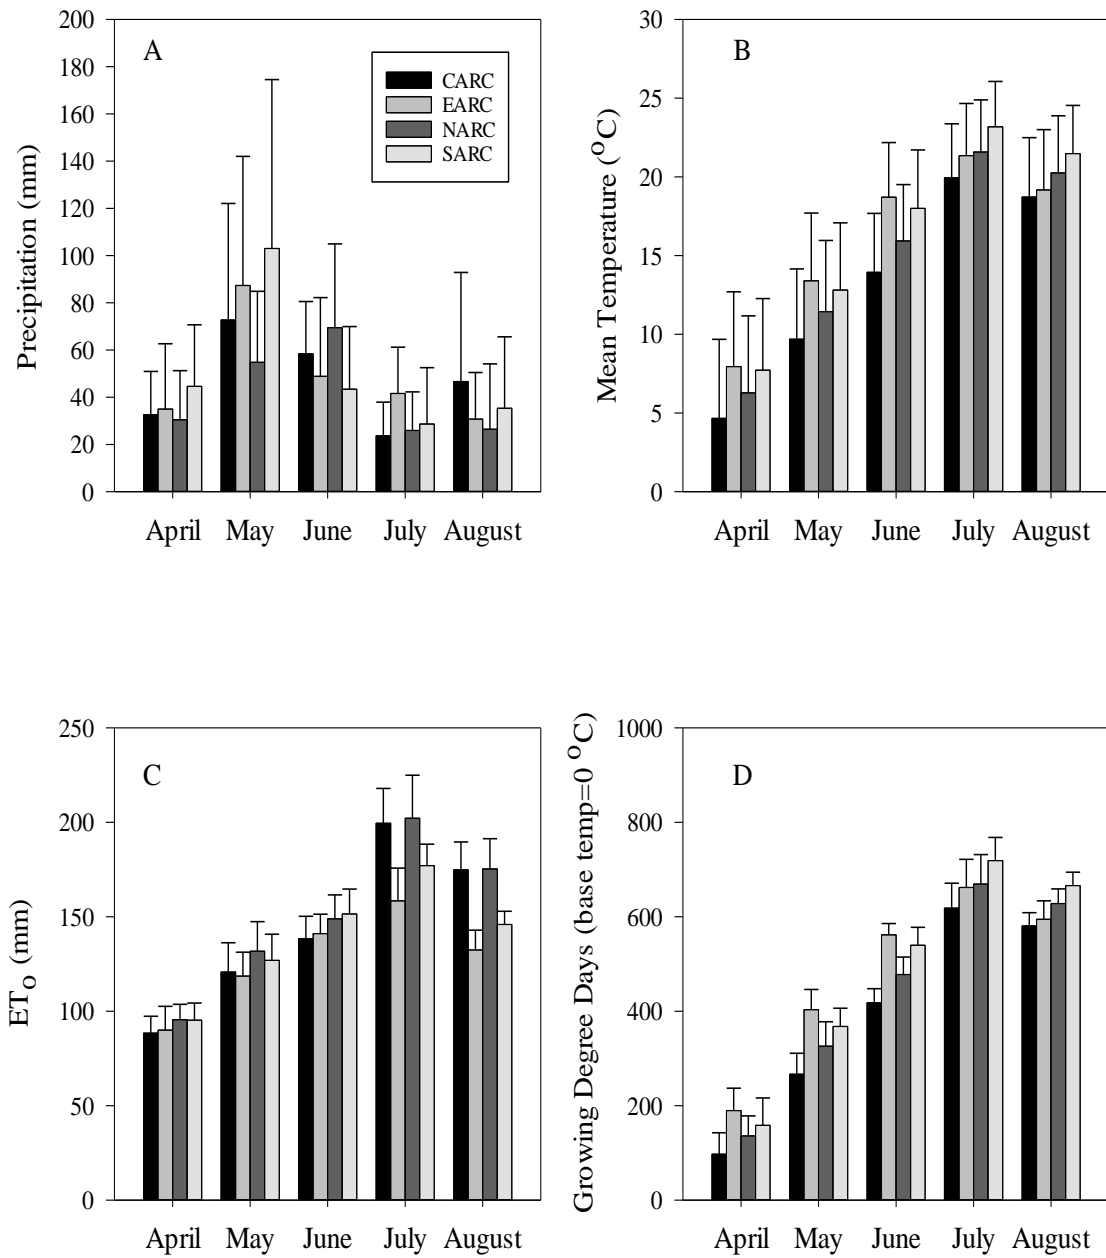 A
Precipitation (mm)
200
180
160
140
120
100
80
60
40
20
0
CARC
EARC
NARC
SARC
April May June July August
B
Mean Temperature (°C)
30
25
20
15
10
5
0
April May June July August
C
ETO (mm)
250
200
150
100
50
0
April May June July August
D
Growing Degree Days (base temp=0 °C)
1000
800
600
400
200
0
April May June July August